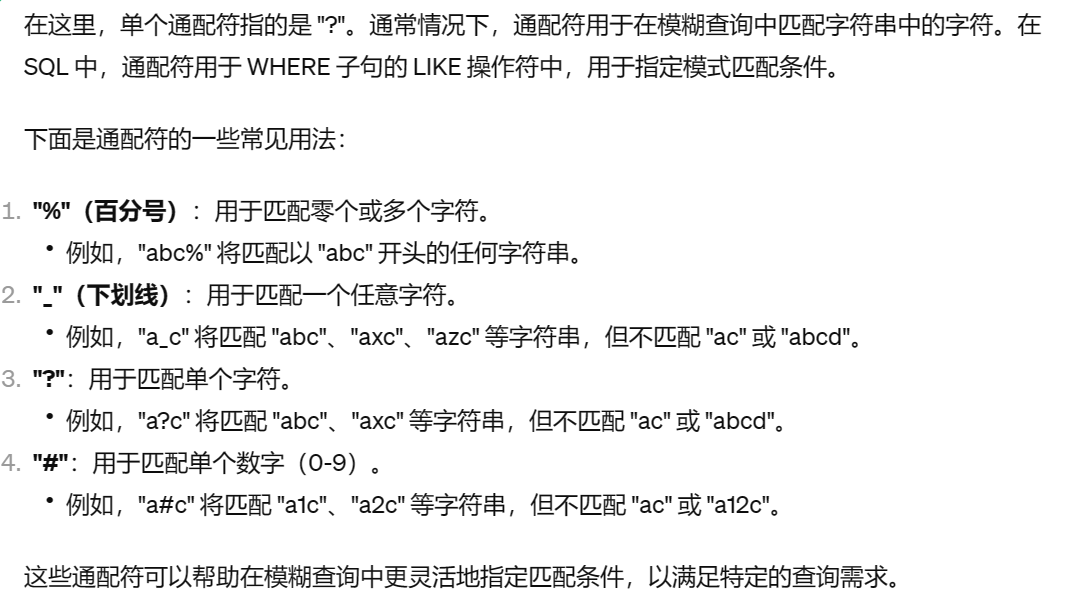 在这里，单个通配符指的是 "?"。通常情况下，通配符用于在模糊查询中匹配字符串中的字符。在
SQL 中，通配符用于 WHERE 子句的 LIKE 操作符中，用于指定模式匹配条件。
下面是通配符的一些常见用法：
1. "%"（百分号）：用于匹配零个或多个字符。
• 例如，"abc%" 将匹配以 "abc" 开头的任何字符串。
2. "_"（下划线）：用于匹配一个任意字符。
• 例如，"a_c" 将匹配 "abc"、"axc"、"azc" 等字符串，但不匹配 "ac" 或 "abcd"。
3. "?"：用于匹配单个字符。
• 例如，"a?c" 将匹配 "abc"、"axc" 等字符串，但不匹配 "ac" 或 "abcd"。
4. "#"：用于匹配单个数字（0-9）。
• 例如，"a#c" 将匹配 "a1c"、"a2c" 等字符串，但不匹配 "ac" 或 "a12c"。
这些通配符可以帮助在模糊查询中更灵活地指定匹配条件，以满足特定的查询需求。